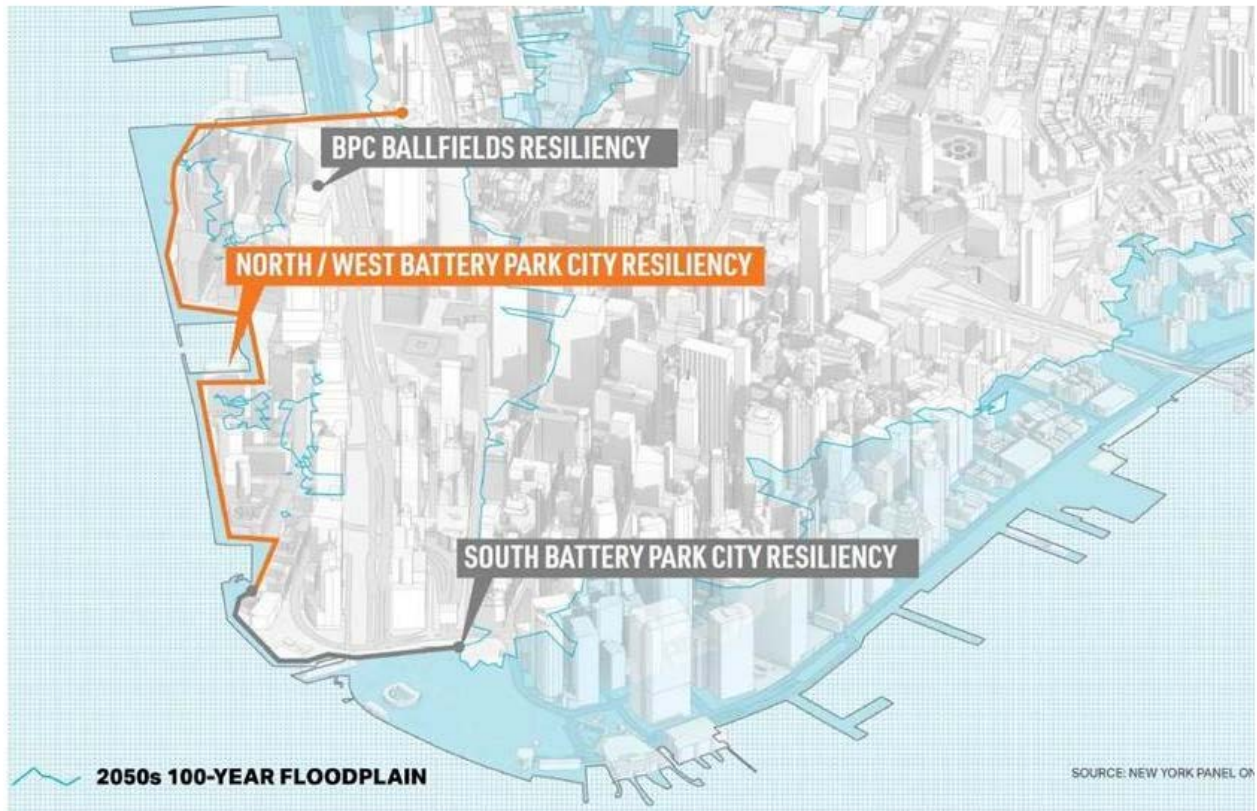 BPC BALLFIELDS RESILIENCY
NORTH / WEST BATTERY PARK CITY RESILIENCY
SOUTH BATTERY PARK CITY RESILIENCY
2050s 100-YEAR FLOODPLAIN
SOURCE: NEW YORK PANEL ON